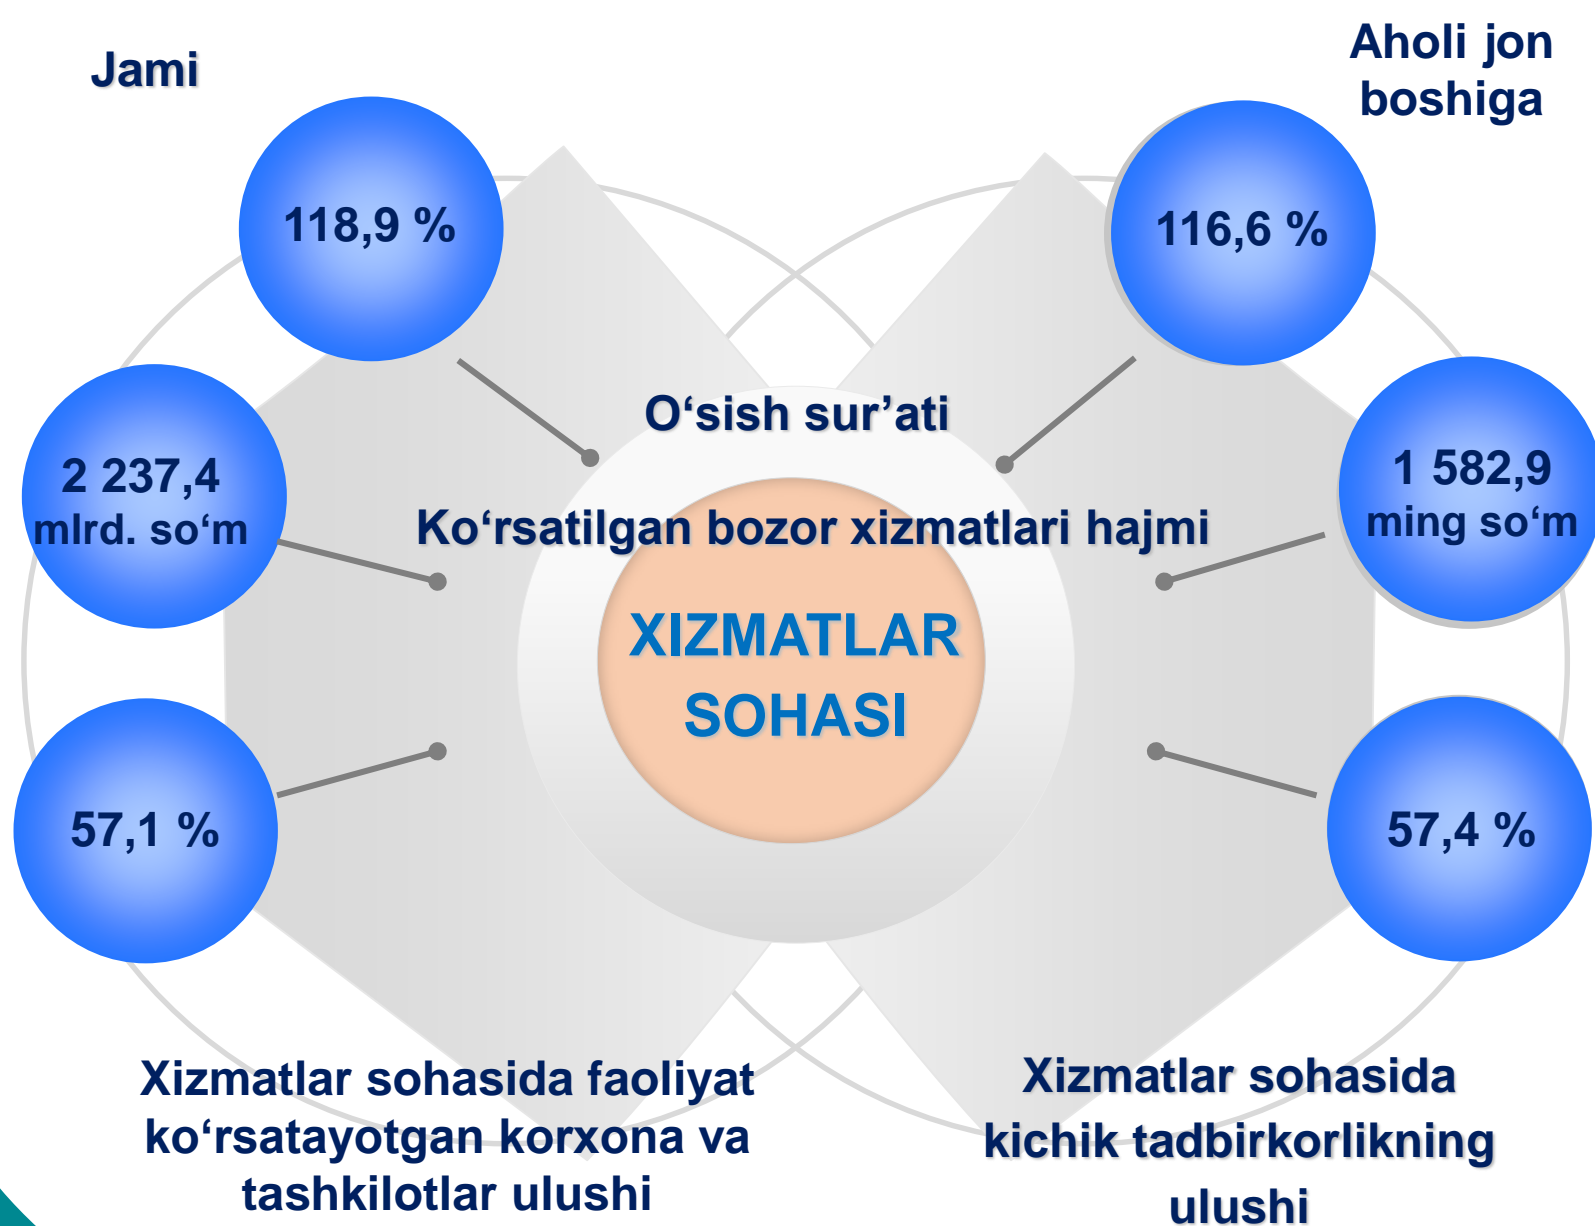 Jami
Aholi jon
boshiga
118,9 %
116,6 %
O‘sish sur’ati
2 237,4
mlrd. so‘m
1 582,9
ming so‘m
Ko‘rsatilgan bozor xizmatlari hajmi
XIZMATLAR
SOHASI
57,1 %
57,4 %
Xizmatlar sohasida faoliyat
ko‘rsatayotgan korxona va
tashkilotlar ulushi
Xizmatlar sohasida
kichik tadbirkorlikning
ulushi